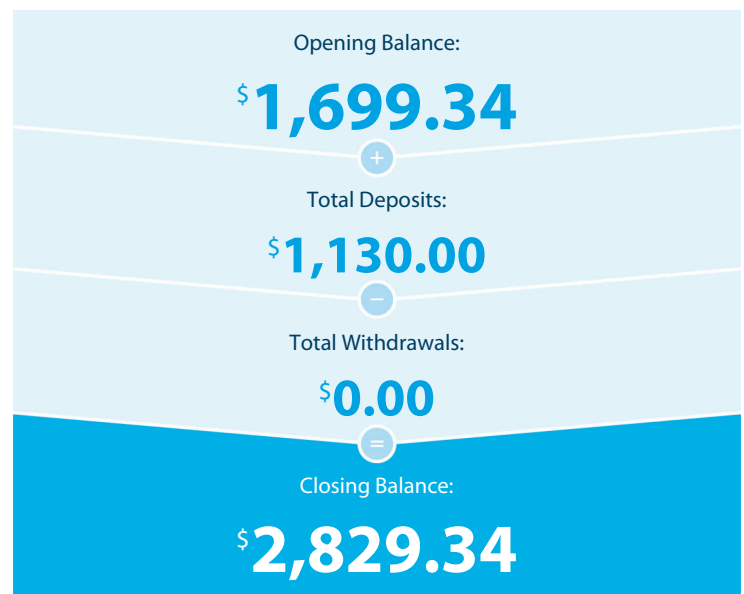 Opening Balance:
$1,699.34
+
Total Deposits:
$1,130.00
−
Total Withdrawals:
$0.00
=
Closing Balance:
$2,829.34